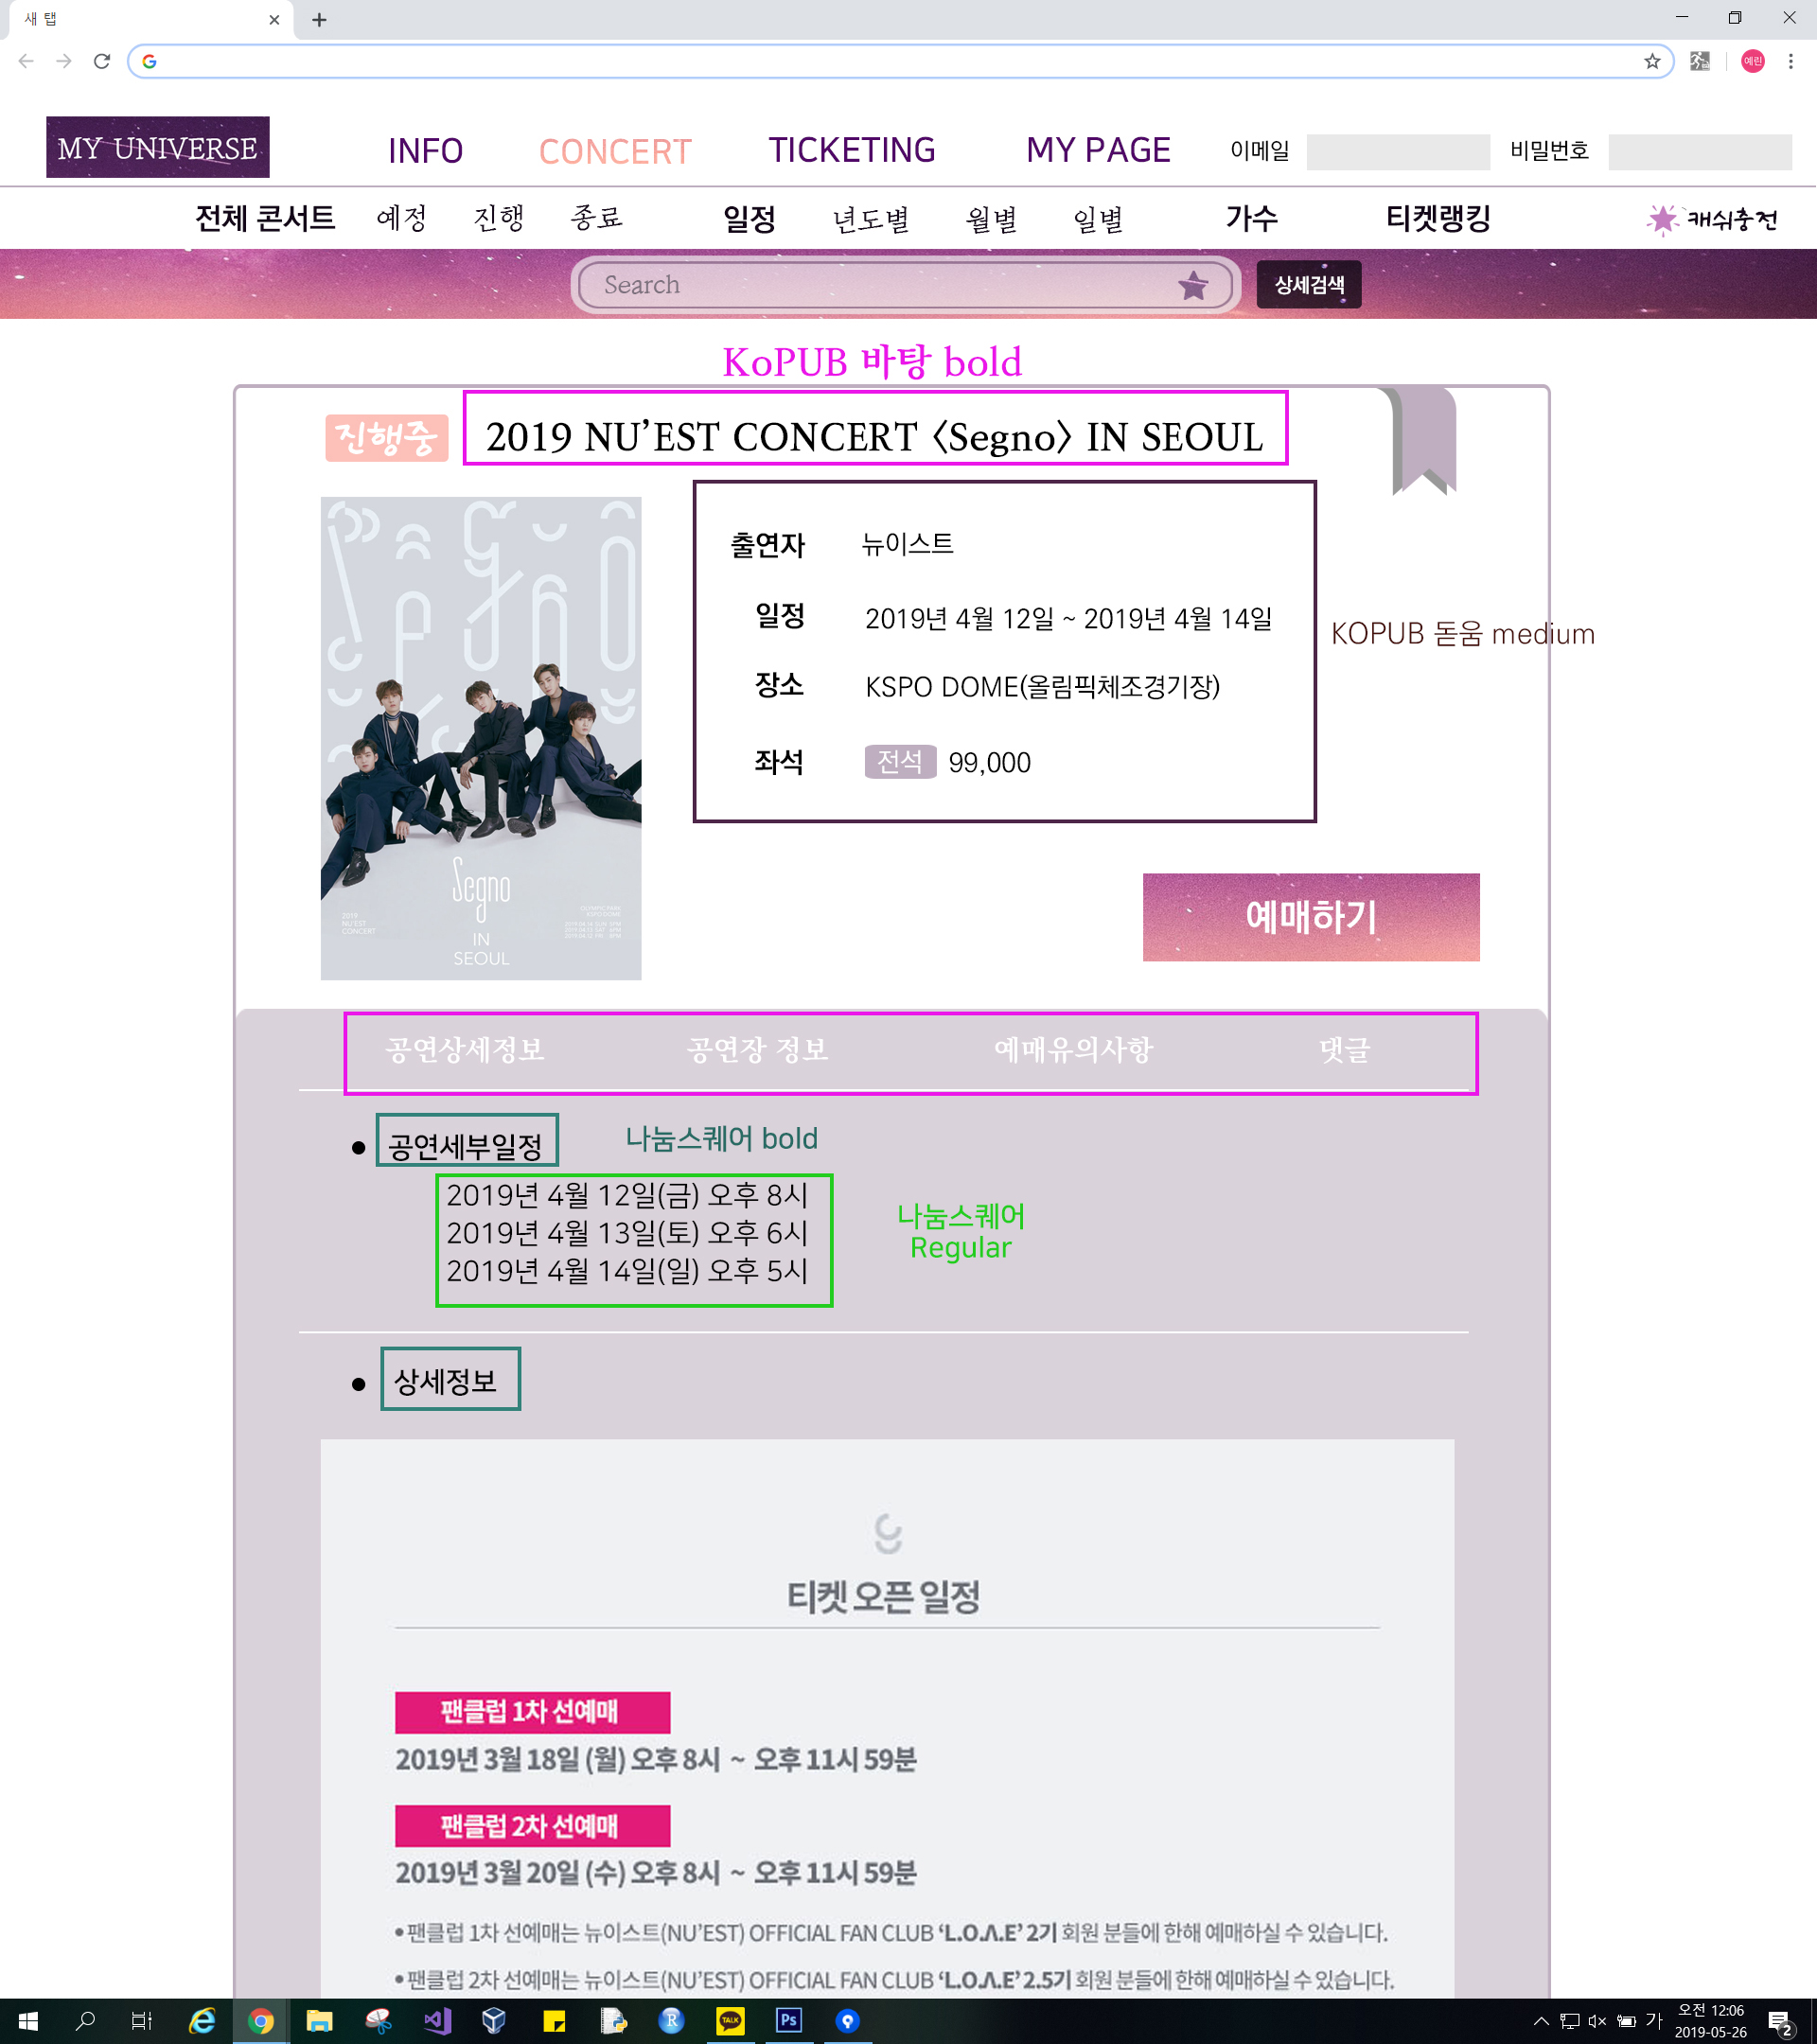 새 탭
예린
MY UNIVERSE
INFO
CONCERT
TICKETING
MY PAGE
이메일
비밀번호
전체 콘서트
예정
진행
종료
일정
년도별
월별
일별
가수
티켓랭킹
캐쉬충전
Search
상세검색
KoPUB 바탕 bold
진행중
2019 NU’EST CONCERT 〈Segno〉 IN SEOUL
출연자 뉴이스트
일정 2019년 4월 12일 ~ 2019년 4월 14일
KOPUB 돋움 medium
장소 KSPO DOME(올림픽체조경기장)
좌석 전석 99,000
Segno
IN
SEOUL
2019
NU'EST
CONCERT
OLYMPIC PARK
KSPO DOME
예매하기
공연상세정보
공연장 정보
예매유의사항
댓글
공연세부일정
나눔스퀘어 bold
2019년 4월 12일(금) 오후 8시
2019년 4월 13일(토) 오후 6시
2019년 4월 14일(일) 오후 5시
나눔스퀘어
Regular
상세정보
티켓 오픈 일정
팬클럽 1차 선예매
2019년 3월 18일 (월) 오후 8시 ~ 오후 11시 59분
팬클럽 2차 선예매
2019년 3월 20일 (수) 오후 8시 ~ 오후 11시 59분
•팬클럽 1차 선예매는 뉴이스트(NU’EST) OFFICIAL FAN CLUB ‘L.O.Λ.E’ 2기 회원 분들에 한해 예매하실 수 있습니다.
•팬클럽 2차 선예매는 뉴이스트(NU’EST) OFFICIAL FAN CLUB ‘L.O.Λ.E’ 2.5기 회원 분들에 한해 예매하실 수 있습니다.
TALK
Ps
R
가
오전 12:06
2019-05-26
2